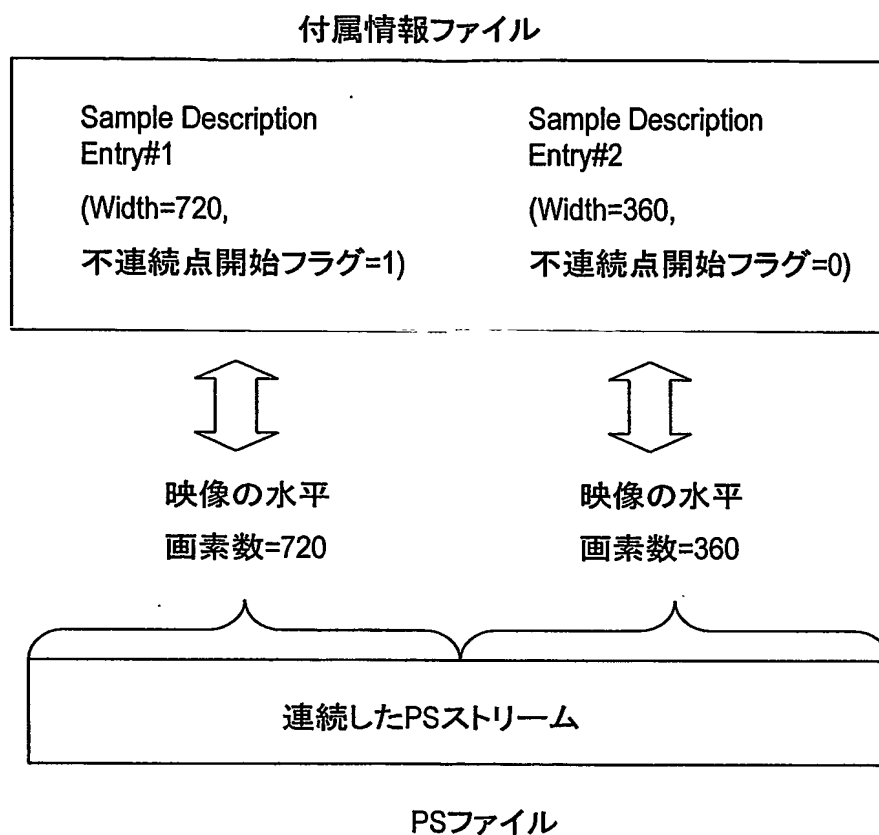 付属情報ファイル
Sample Description
Entry#1
(Width=720,
不連続点開始フラグ=1)
Sample Description
Entry#2
(Width=360,
不連続点開始フラグ=0)
映像の水平
画素数=720
映像の水平
画素数=360
連続したPSストリーム
PSファイル